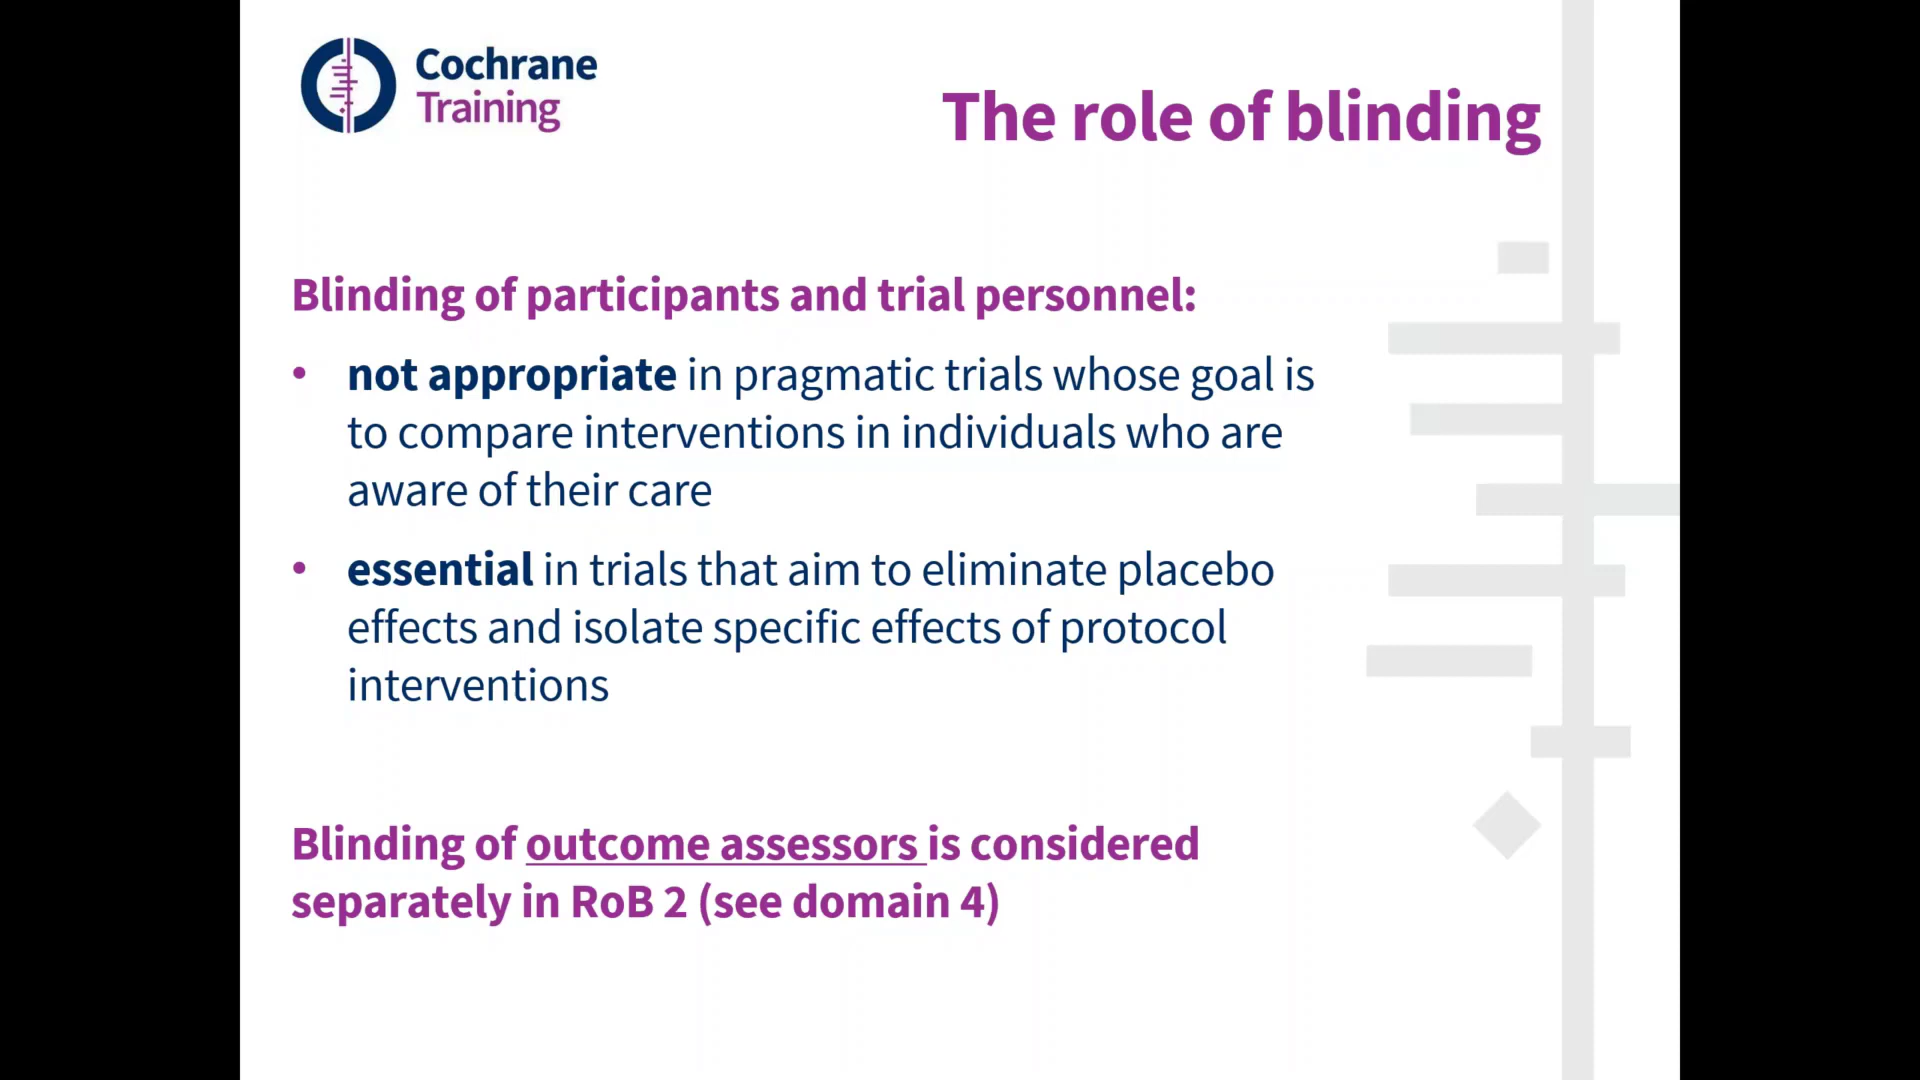 Cochrane
Training
The role of blinding
Blinding of participants and trial personnel:
• not appropriate in pragmatic trials whose goal is
to compare interventions in individuals who are
aware of their care
• essential in trials that aim to eliminate placebo
effects and isolate specific effects of protocol
interventions
Blinding of outcome assessors is considered
separately in RoB 2 (see domain 4)